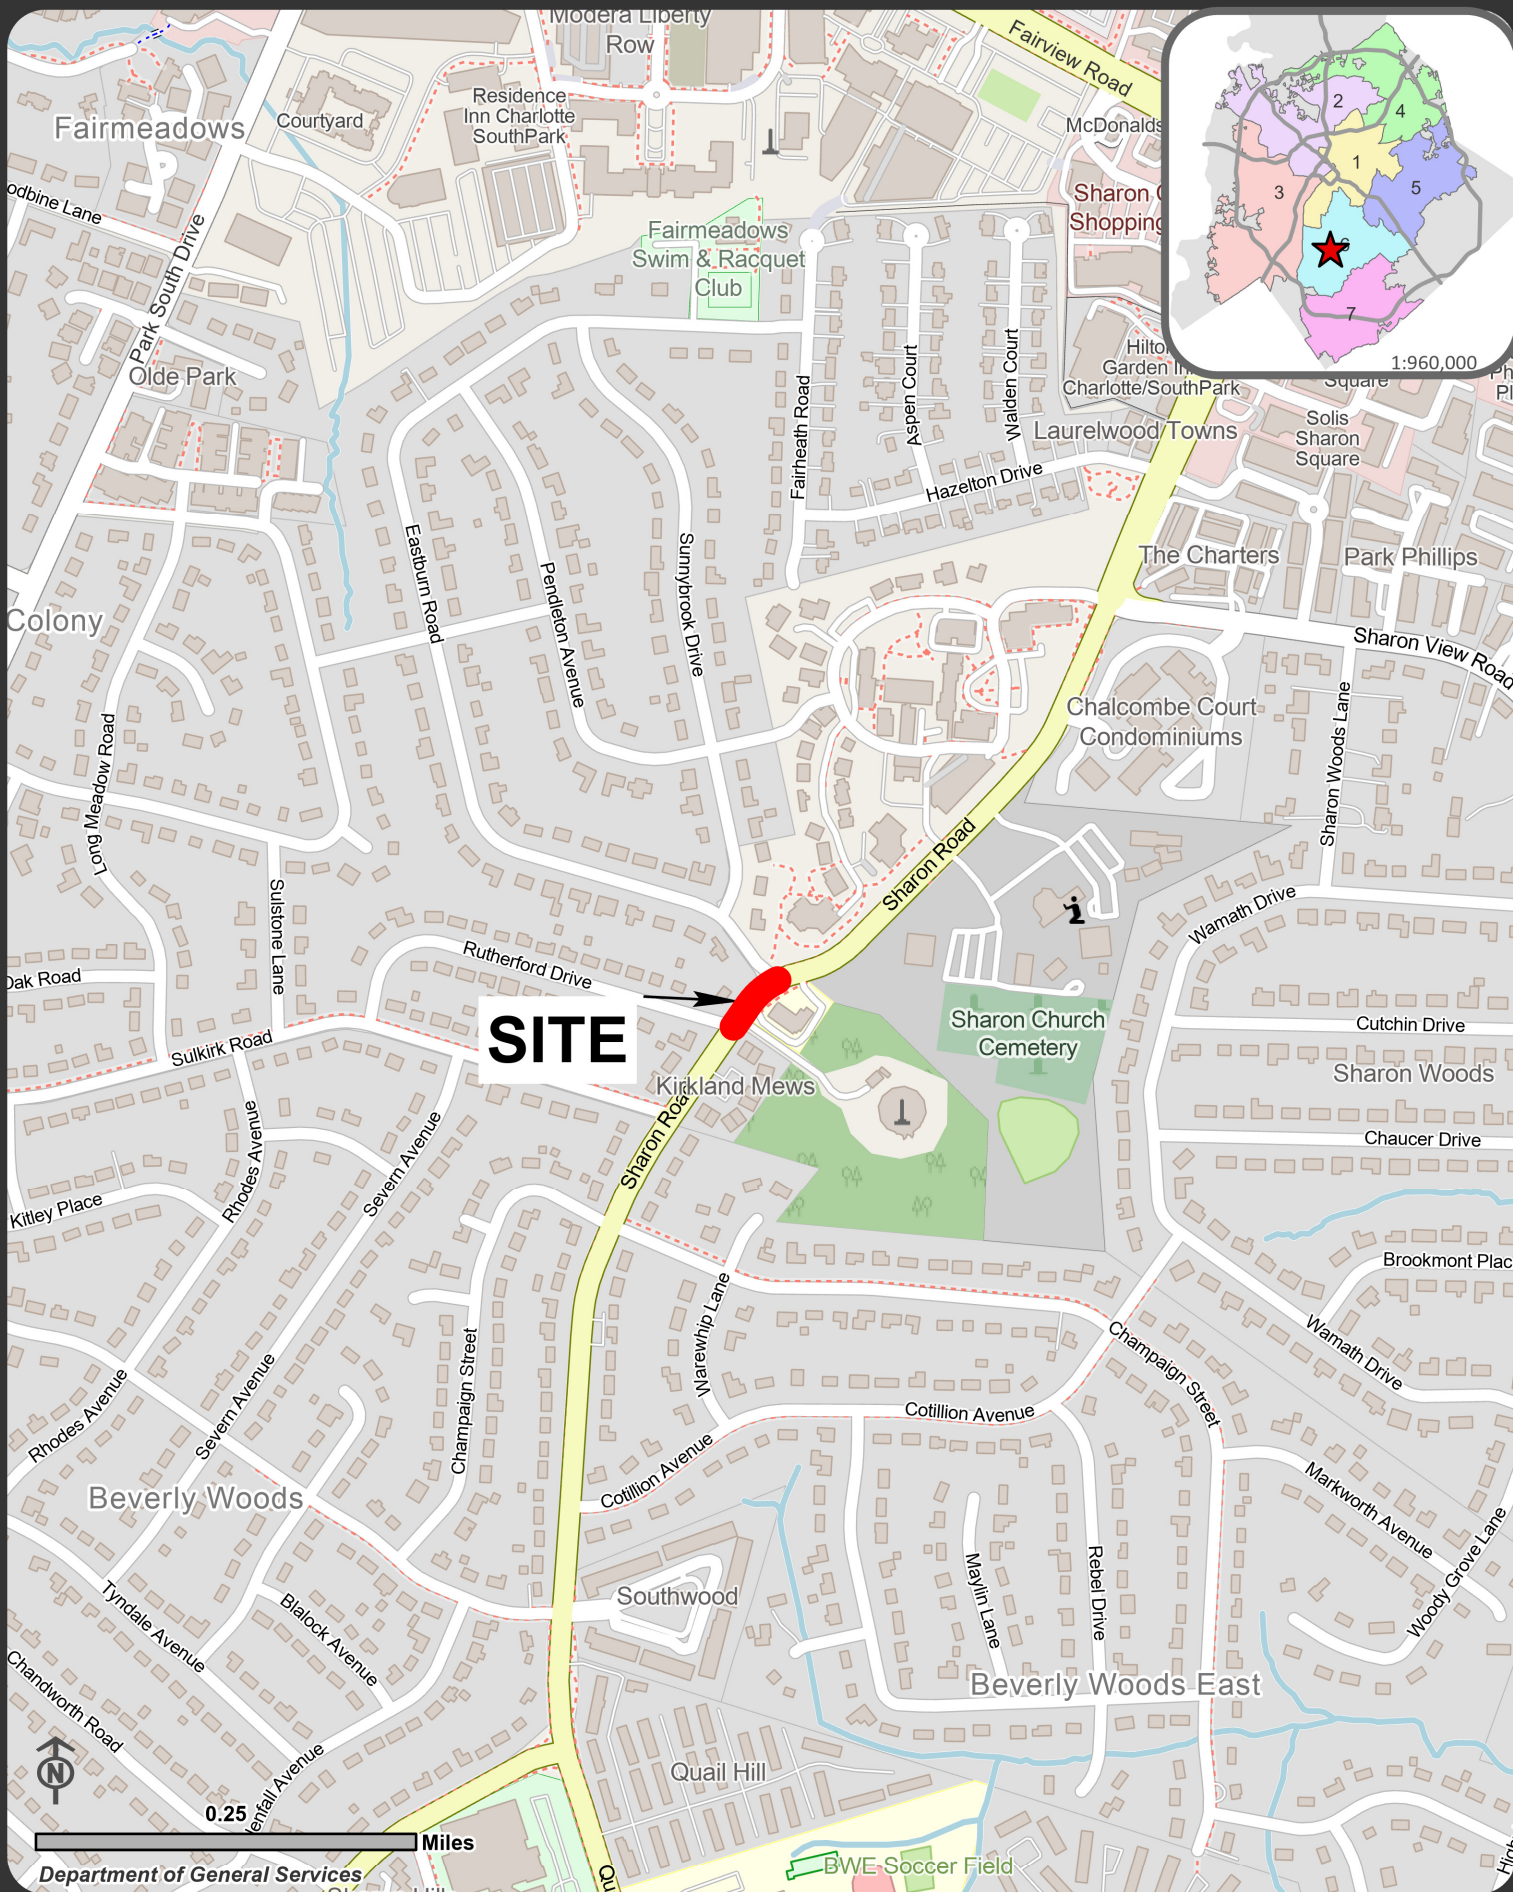 Modera Liberty
Row
Fairview Road
Residence
Inn Charlotte
SouthPark
Courtyard
Fairmeadows
McDonalds
2
4
1
5
3
6
7
1:960,000
odbine Lane
Park South Drive
Sharon
Shopping
Fairmeadows
Swim & Racquet
Club
Olde Park
Fairheath Road
Aspen Court
Walden Court
Garden
Charlotte/SouthPark
Square
Solis
Sharon
Square
Laurelwood Towns
Hazelton Drive
The Charters
Park Phillips
Eastburn Road
Pendleton Avenue
Sunnybrook Drive
Colony
Sharon View Road
Chalcombe Court
Condominiums
Sharon Woods Lane
Long Meadow Road
Sharon Road
Sulstone Lane
Wamath Drive
Rutherford Drive
Oak Road
SITE
Sharon Church
Cemetery
Cutchin Drive
Sulkirk Road
Kirkland Mews
Sharon Woods
Sharon Road
Chaucer Drive
Rhodes Avenue
Severn Avenue
Kitley Place
Brookmont Plac
Warewhip Lane
Champaign Street
Champaign Street
Wamath Drive
Rhodes Avenue
Severn Avenue
Cotillion Avenue
Cotillion Avenue
Beverly Woods
Markworth Avenue
Woody Grove Lane
Maylin Lane
Rebel Drive
Southwood
Tyndale Avenue
Blalock Avenue
Beverly Woods East
Chandworth Road
N
Quail Hill
enfall Avenue
0.25
Miles
BWE Soccer Field
Qu
High
Department of General Services